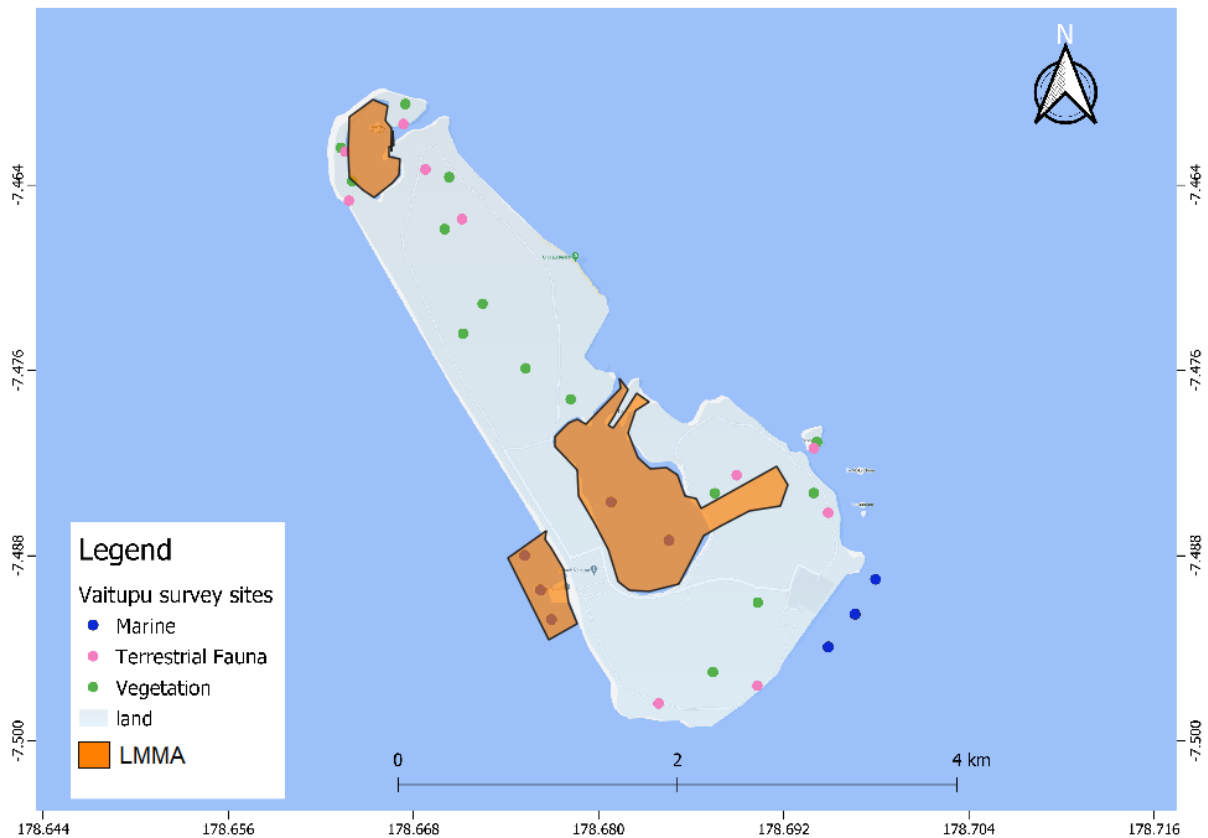 N
-7.464
-7.464
-7.476
-7.476
-7.488
-7.488
-7.500
-7.500
Legend
Vaitupu survey sites
Marine
Terrestrial Fauna
Vegetation
land
LMMA
0 2 4 km
178.644 178.656 178.668 178.680 178.692 178.704 178.716